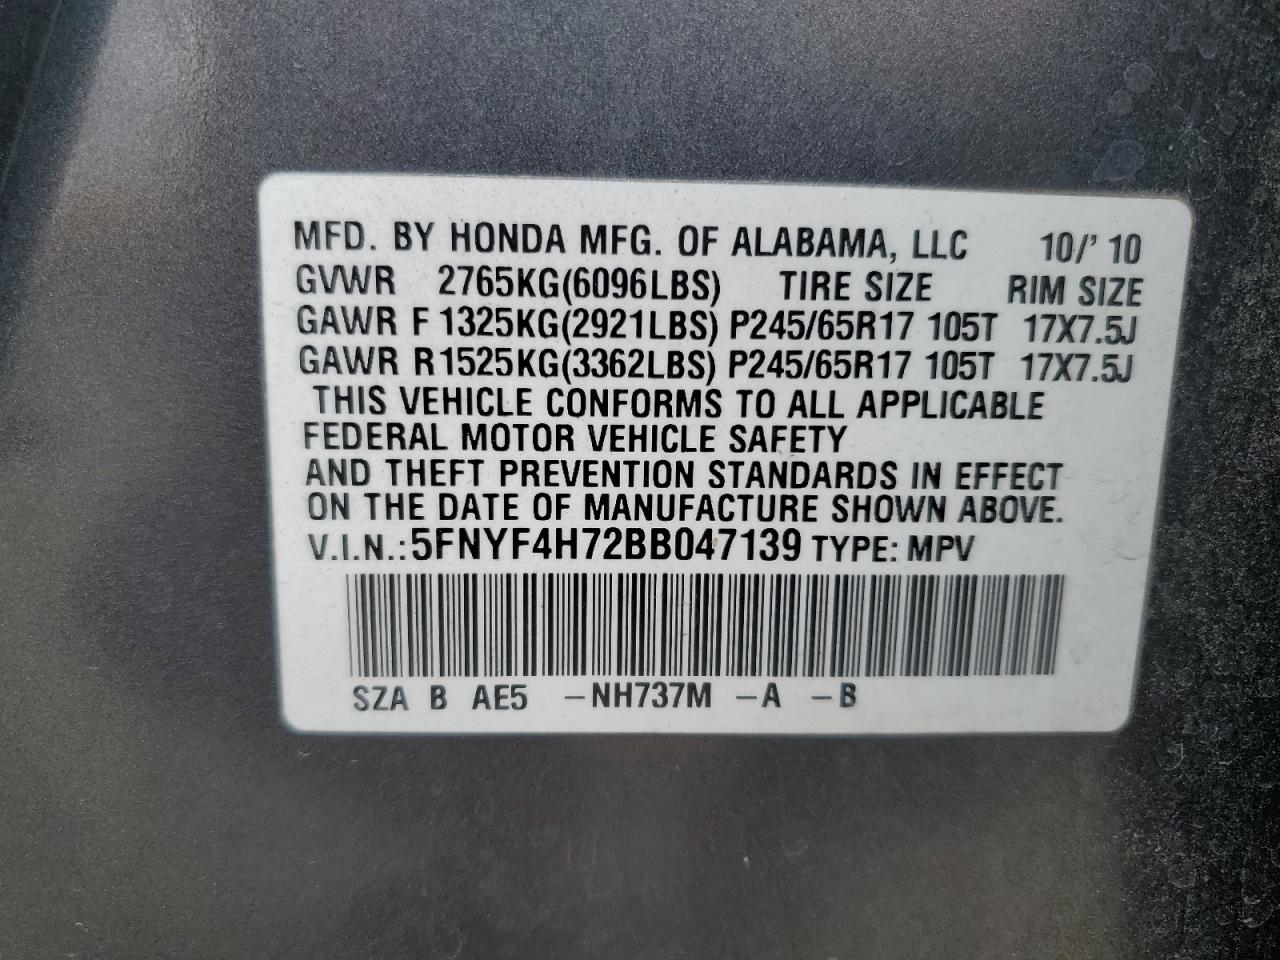 MFD. BY HONDA MFG. OF ALABAMA, LLC 10/' 10
GVWR 2765KG(6096LBS) TIRE SIZE RIM SIZE
GAWR F 1325KG(2921LBS) P245/65R17 105T 17X7.5J
GAWR R1525KG(3362LBS) P245/65R17 105T 17X7.5J
THIS VEHICLE CONFORMS TO ALL APPLICABLE
FEDERAL MOTOR VEHICLE SAFETY
AND THEFT PREVENTION STANDARDS IN EFFECT
ON THE DATE OF MANUFACTURE SHOWN ABOVE.
V.I.N.:5FNYF4H72BB047139 TYPE: MPV
SZA B AE5 –NH737M –A –B